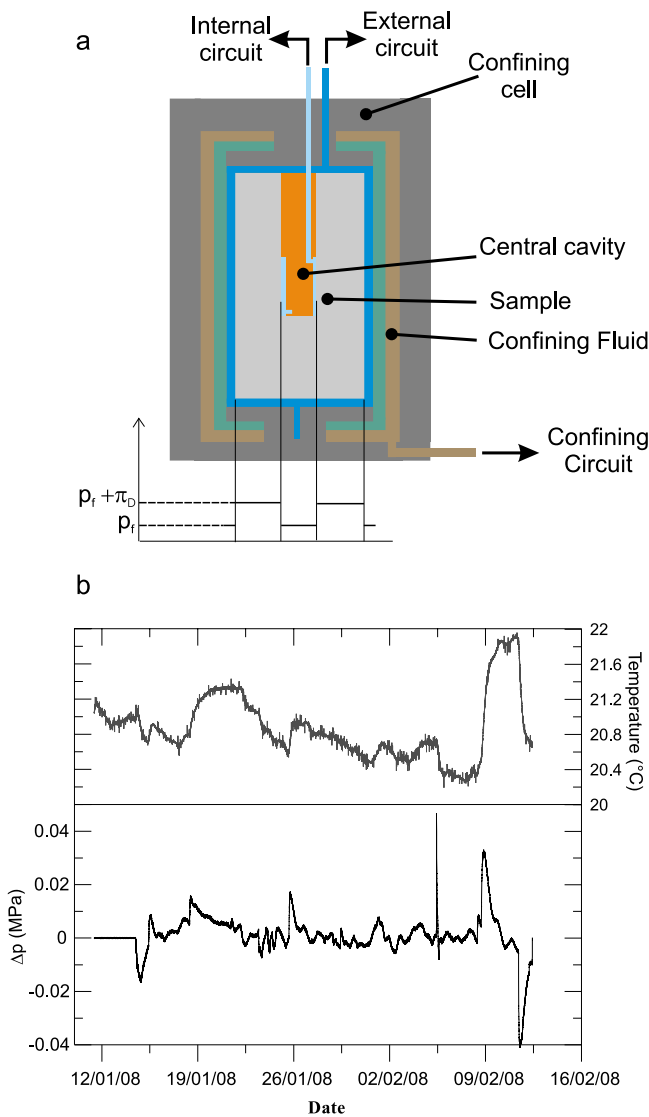 a
Internal
circuit
External
circuit
Confining
cell
Central cavity
Sample
Confining Fluid
Confining
Circuit
p_f + π_D
p_f
b
22
21.6
21.2
20.8
20.4
20
Temperature (°C)
0.04
0.02
0
-0.02
-0.04
Δp (MPa)
12/01/08 19/01/08 26/01/08 02/02/08 09/02/08 16/02/08
Date